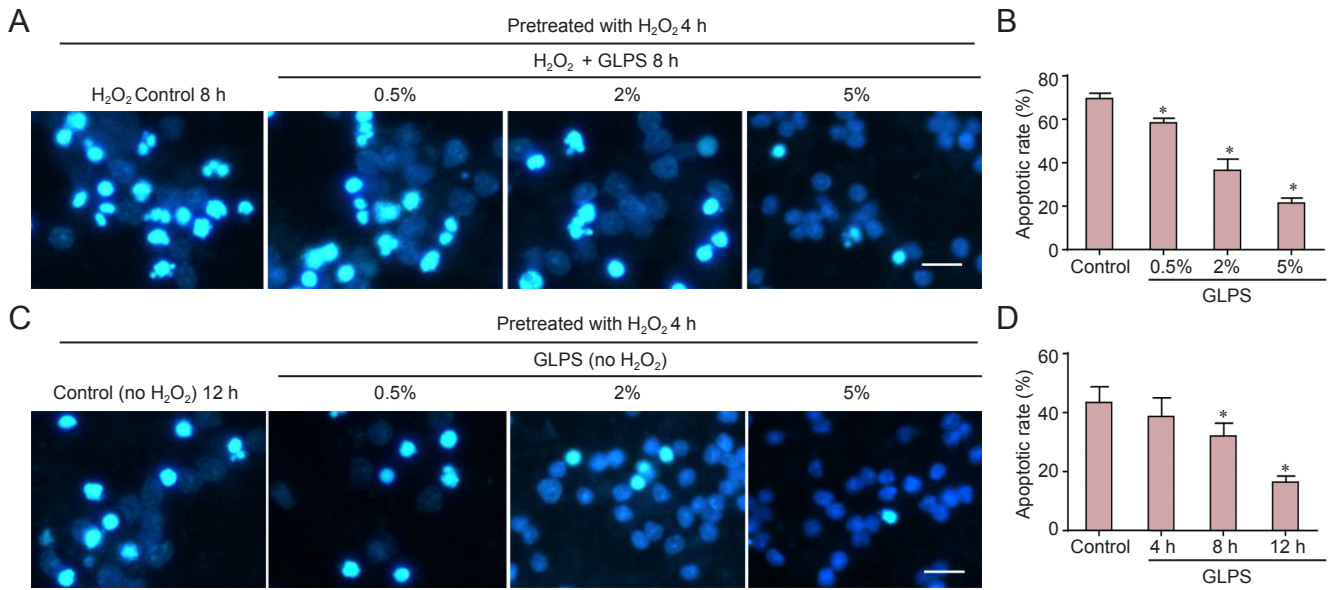 A
Pretreated with H₂O₂ 4 h
H₂O₂ + GLPS 8 h
H₂O₂ Control 8 h 0.5% 2% 5%
B
Apoptotic rate (%)
80
60
40
20
0
* * *
Control 0.5% 2% 5%
GLPS
C
Pretreated with H₂O₂ 4 h
GLPS (no H₂O₂)
Control (no H₂O₂) 12 h 0.5% 2% 5%
D
Apoptotic rate (%)
60
40
20
0
* *
Control 4 h 8 h 12 h
GLPS